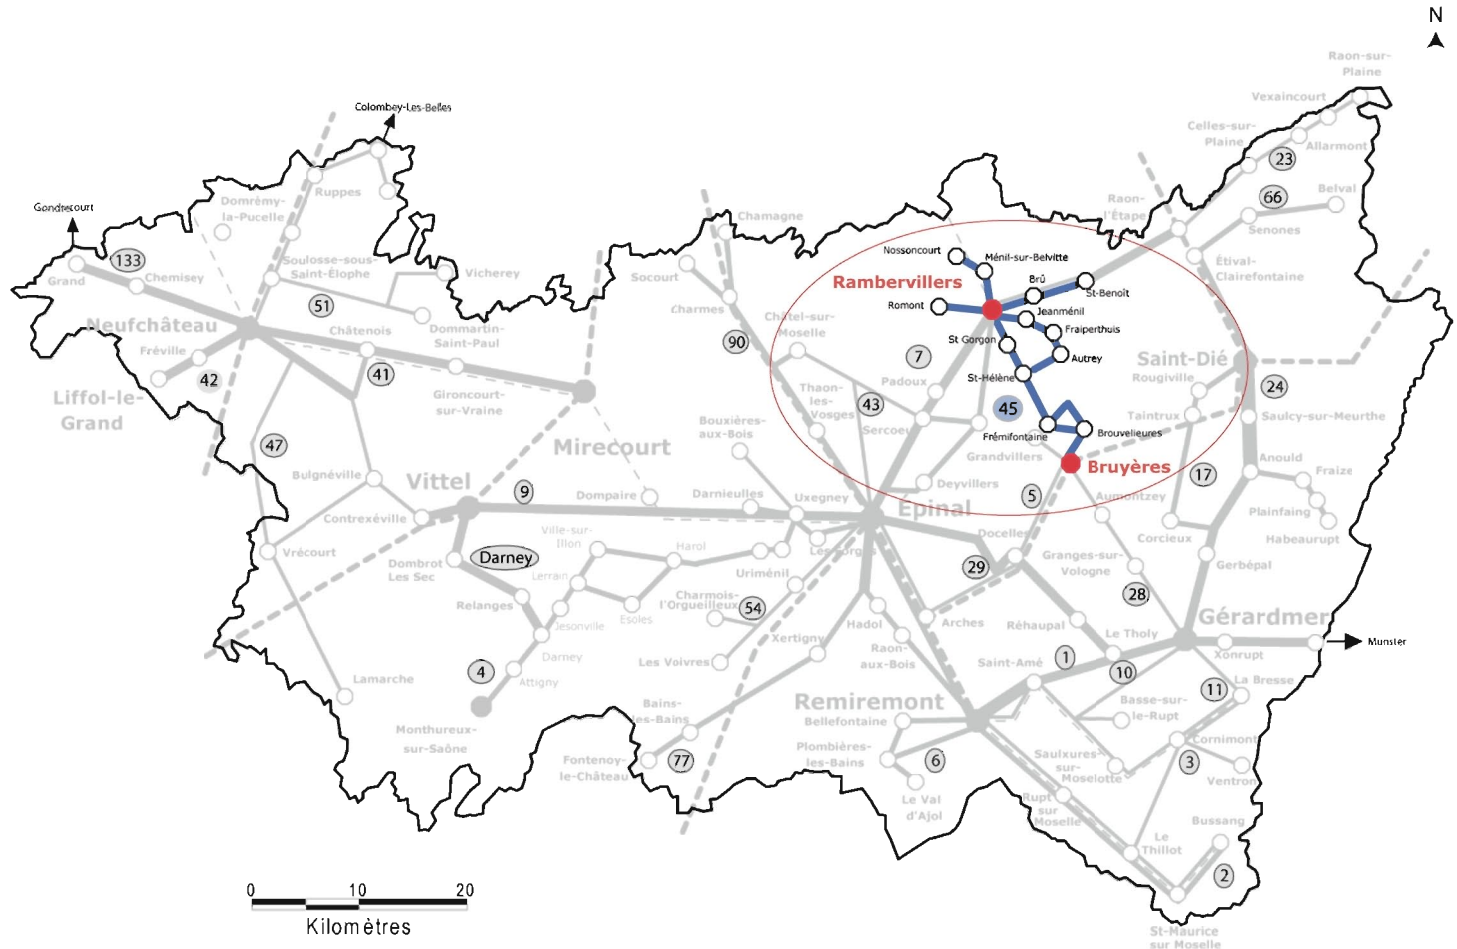 N
Raon-sur-
Plaine
Vexaincourt
Celles-sur-
Plaine
Allarmont
23
66
Belval
Senones
Raon-
l'Étape
Étival-
Clairefontaine
Colombey-Les-Belles
Ruppes
Domrémy-
la-Pucelle
Gondrecourt
133
Grand
Chemisey
Soulosse-sous-
Saint-Élophe
Vicherey
51
Neufchâteau
Châtenois
Dommartin-
Saint-Paul
Fréville
42
41
Liffol-le-
Grand
Gironcourt-
sur-Vraine
47
Mirecourt
Bulgnéville
Vittel
9
Contrexéville
Vrécourt
Dompaire
Lamarche
Chamagne
Socourt
Charmes
90
Châtel-sur-
Moselle
Thaon-
les-
Vosges
43
7
Padoux
Sercoeur
Bouxières-
aux-Bois
Darnieulles
Uxegney
Deyvillers
Epinal
Les Forges
Nossoncourt
Ménil-sur-Belvitte
Rambervillers
Brû
St-Benoît
Romont
Jeanménil
St Gorgon
Fraiperthuis
Autrey
St-Hélène
45
Frémifontaine
Brouvelieures
Grandvillers
Bruyères
5
Aumontzey
Saint-Dié
Rougiville
24
Taintrux
Saulcy-sur-Meurthe
Anould
17
Fraize
Plainfaing
Habeaurupt
Corcieux
Gerbépal
Docelles
29
Granges-sur-
Vologne
28
Gérardmer
Munster
Xonrupt
Arches
Réhaupal
Le Tholy
Saint-Amé
1
10
11
La Bresse
Basse-sur-
le-Rupt
Cornimont
3
Ventron
Saulxures-
sur-
Moselotte
Rupt
sur
Moselle
Le
Thillot
Bussang
2
St-Maurice
sur Moselle
Remiremont
Bellefontaine
Plombières-
les-Bains
6
Le Val
d'Ajol
Ville-sur-
Illon
Harol
Darney
Dombrot
Les Sec
Lerrain
Relanges
Jesonville
Esoles
Darney
4
Attigny
Monthureux-
sur-Saône
Uriménil
Charmois-
l'Orgueilleux
54
Les Voivres
Xertigny
Hadol
Raon-
aux-Bois
Bains-
les-Bains
Fontenoy-
le-Château
77
0 10 20
Kilomètres